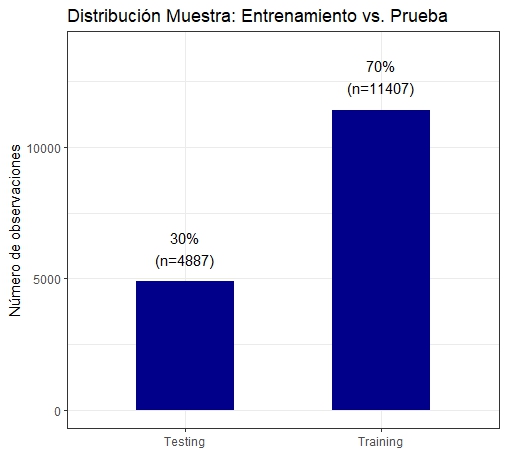 Distribución Muestra: Entrenamiento vs. Prueba
Número de observaciones
10000
5000
0
30%
(n=4887)
70%
(n=11407)
Testing
Training